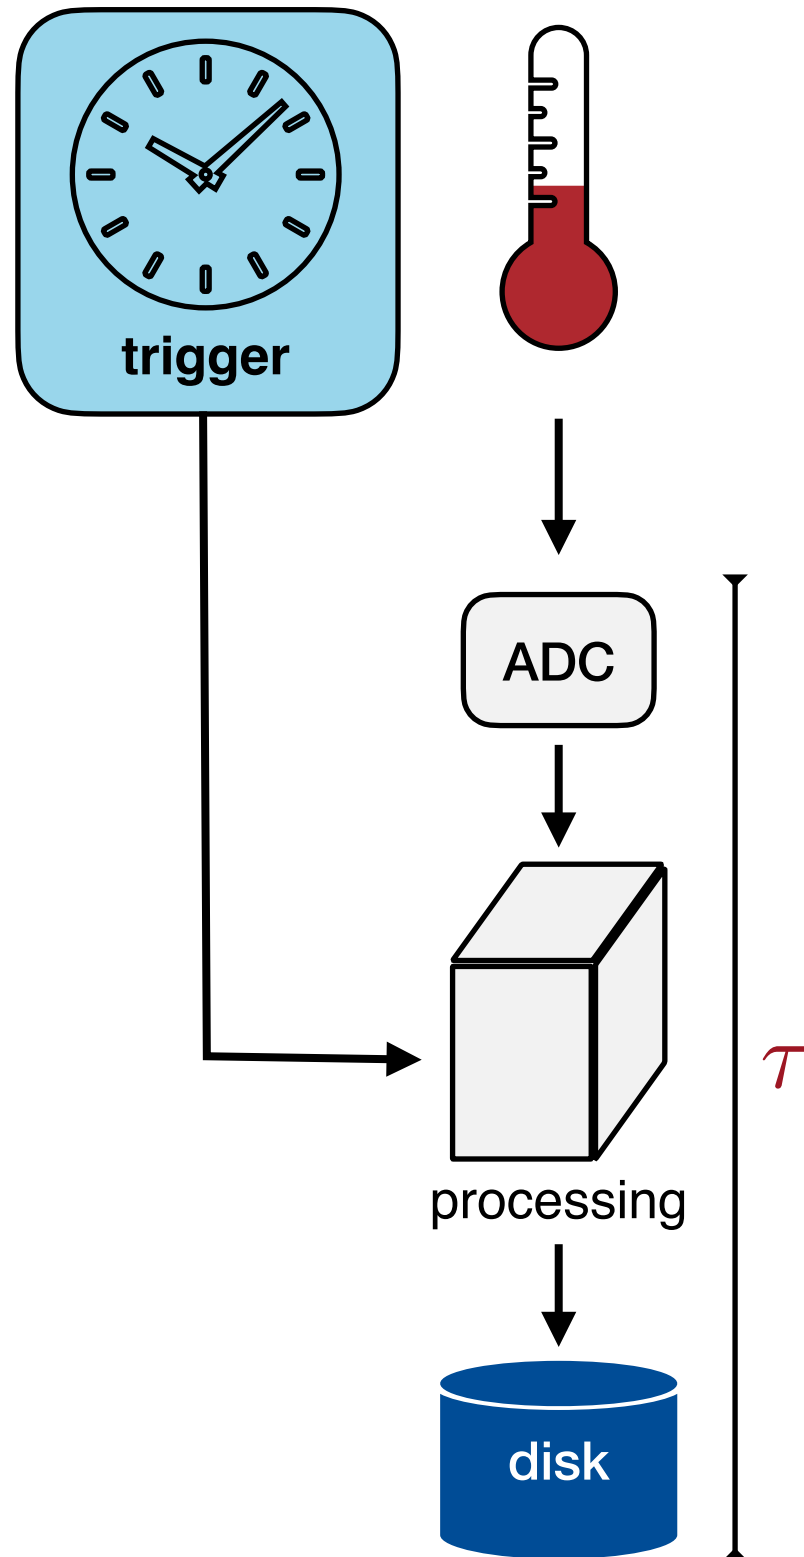 trigger
ADC
τ
processing
disk